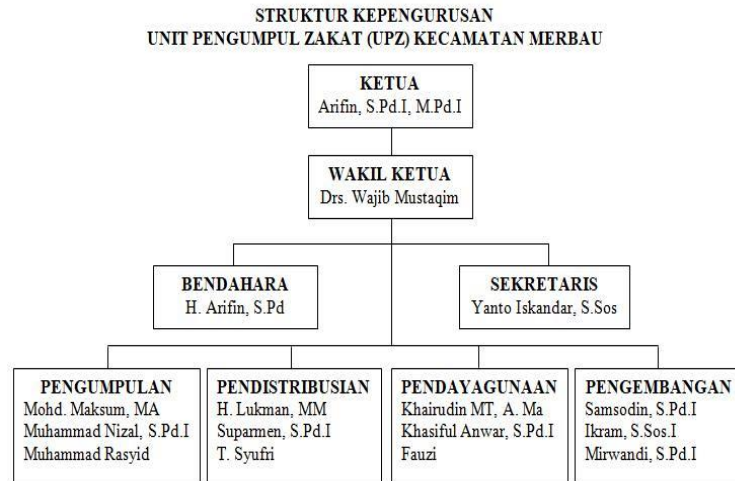 STRUKTUR KEPENGURUSAN
UNIT PENGUMPUL ZAKAT (UPZ) KECAMATAN MERBAU
KETUA
Arifin, S.Pd.I, M.Pd.I
WAKIL KETUA
Drs. Wajib Mustaqim
BENDAHARA
H. Arifin, S.Pd
SEKRETARIS
Yanto Iskandar, S.Sos
PENGUMPULAN
Mohd. Maksum, MA
Muhammad Nizal, S.Pd.I
Muhammad Rasyid
PENDISTRIBUSIAN
H. Lukman, MM
Suparmen, S.Pd.I
T. Syufri
PENDAYAGUNAAN
Khairudin MT, A. Ma
Khasiful Anwar, S.Pd.I
Fauzi
PENGEMBANGAN
Samsodin, S.Pd.I
Ikram, S.Sos.I
Mirwandi, S.Pd.I